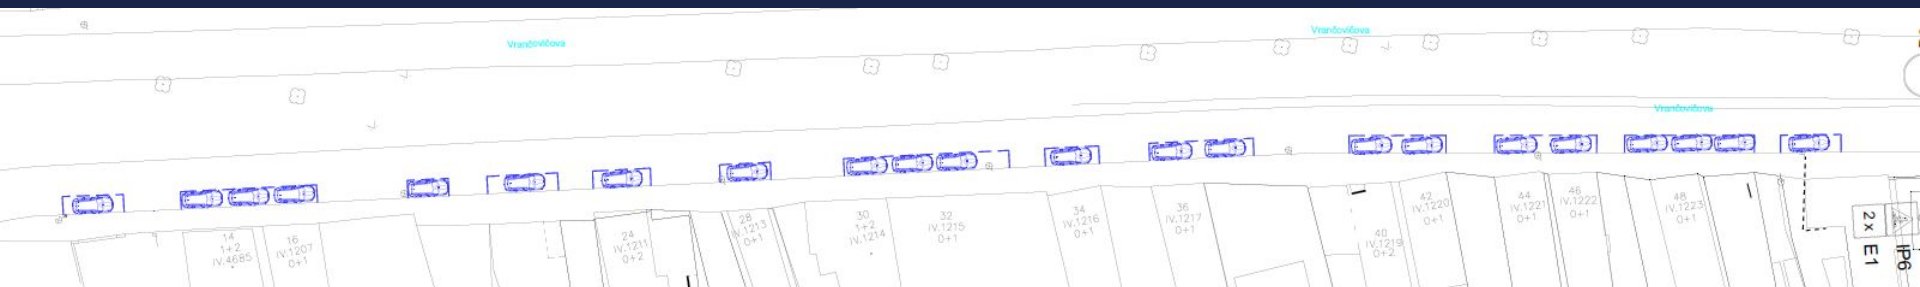 Vrančovičova
Vrančovičova
Vrančovičova
14
1+2
IV.4685
16
IV.1207
0+1
24
IV.1211
0+2
28
IV.1213
0+1
30
1+2
IV.1214
32
IV.1215
0+1
34
IV.1216
0+1
36
IV.1217
0+1
40
IV.1219
0+2
42
IV.1220
0+1
44
IV.1221
0+1
46
IV.1222
0+1
48
IV.1223
0+1
2x E1
IP6